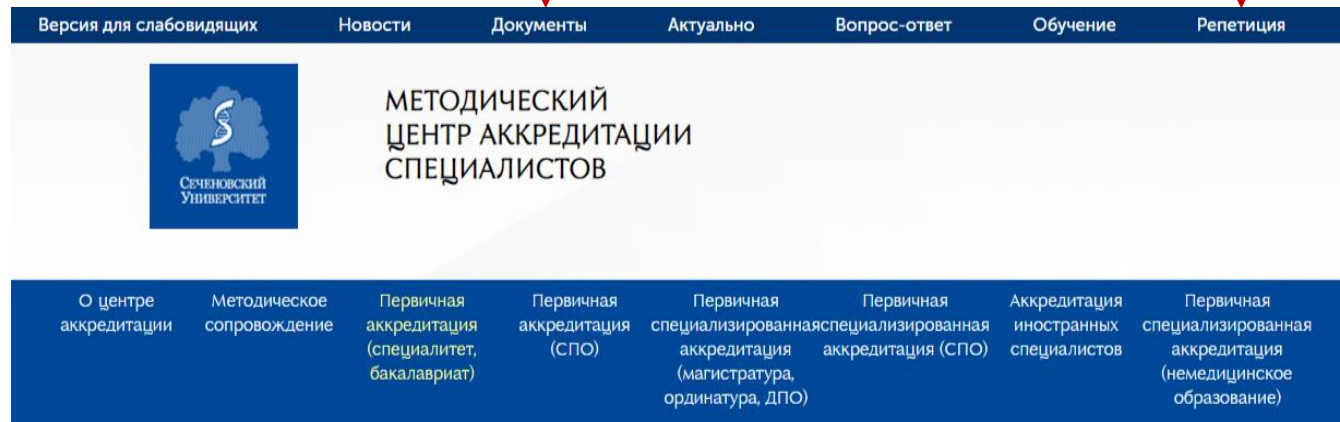 Версия для слабовидящих
Новости
Документы
Актуально
Вопрос-ответ
Обучение
Репетиция
Сеченовский
Университет
МЕТОДИЧЕСКИЙ
ЦЕНТР АККРЕДИТАЦИИ
СПЕЦИАЛИСТОВ
О центре
аккредитации
Методическое
сопровождение
Первичная
аккредитация
(специалитет,
бакалавриат)
Первичная
аккредитация
(СПО)
Первичная
специализированная
аккредитация
(магистратура,
ординатура, ДПО)
Первичная
специализированная
аккредитация (СПО)
Аккредитация
иностранных
специалистов
Первичная
специализированная
аккредитация
(немедицинское
образование)